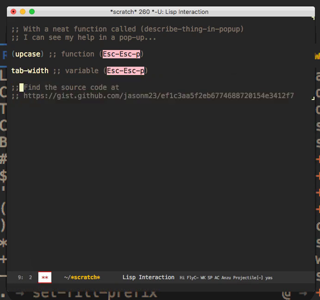 *scratch* 260 *-U: Lisp Interaction
;; With a neat function called (describe-thing-in-popup)
;; I can see my help in a pop-up...
(upcase) ;; function [Esc-Esc-p]
tab-width ;; variable [Esc-Esc-p]
;; Find the source code at
;; https://gist.github.com/jasonm23/ef1c3aa5f2eb6774688720154e3412f7
9: 2 ~/*scratch* Lisp Interaction
set-fill-prefix